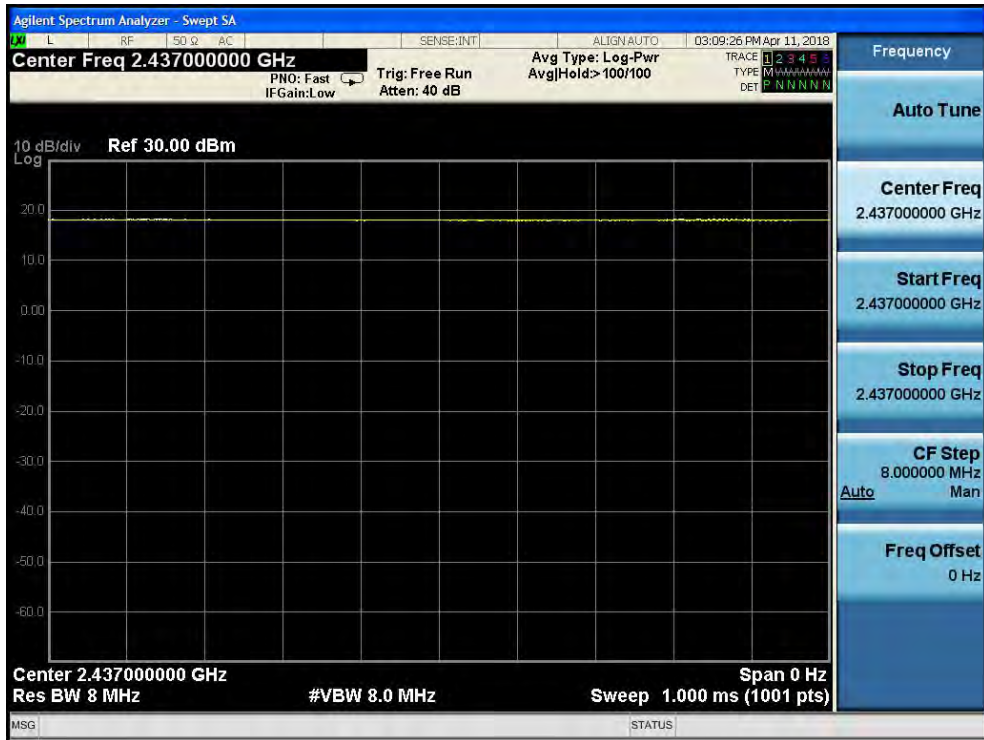 Agilent Spectrum Analyzer - Swept SA
LXI L RF 50 Ω AC SENSE:INT ALIGN AUTO 03:09:26 PM Apr 11, 2018
Center Freq 2.437000000 GHz
PNO: Fast
IFGain:Low
Trig: Free Run
Atten: 40 dB
Avg Type: Log-Pwr
Avg|Hold:>100/100
TRACE 1 2 3 4 5 6
TYPE M
DET P N N N N N
10 dB/div Ref 30.00 dBm
Log
20.0
10.0
0.00
-10.0
-20.0
-30.0
-40.0
-50.0
-60.0
Center 2.437000000 GHz Span 0 Hz
Res BW 8 MHz #VBW 8.0 MHz Sweep 1.000 ms (1001 pts)
MSG STATUS
Frequency
Auto Tune
Center Freq
2.437000000 GHz
Start Freq
2.437000000 GHz
Stop Freq
2.437000000 GHz
CF Step
8.000000 MHz
Auto Man
Freq Offset
0 Hz